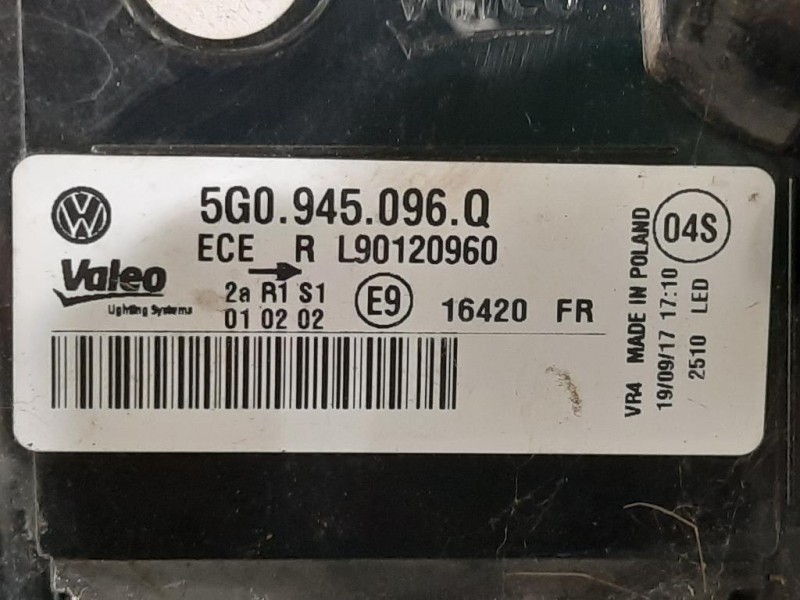 Valeo
5G0.945.096.Q
ECE R L90120960
Valeo
Lighting Systems
2a R1 S1
01 02 02
E9
16420 FR
VR4 MADE IN POLAND
19/09/17 17:10
2510 LED
04S